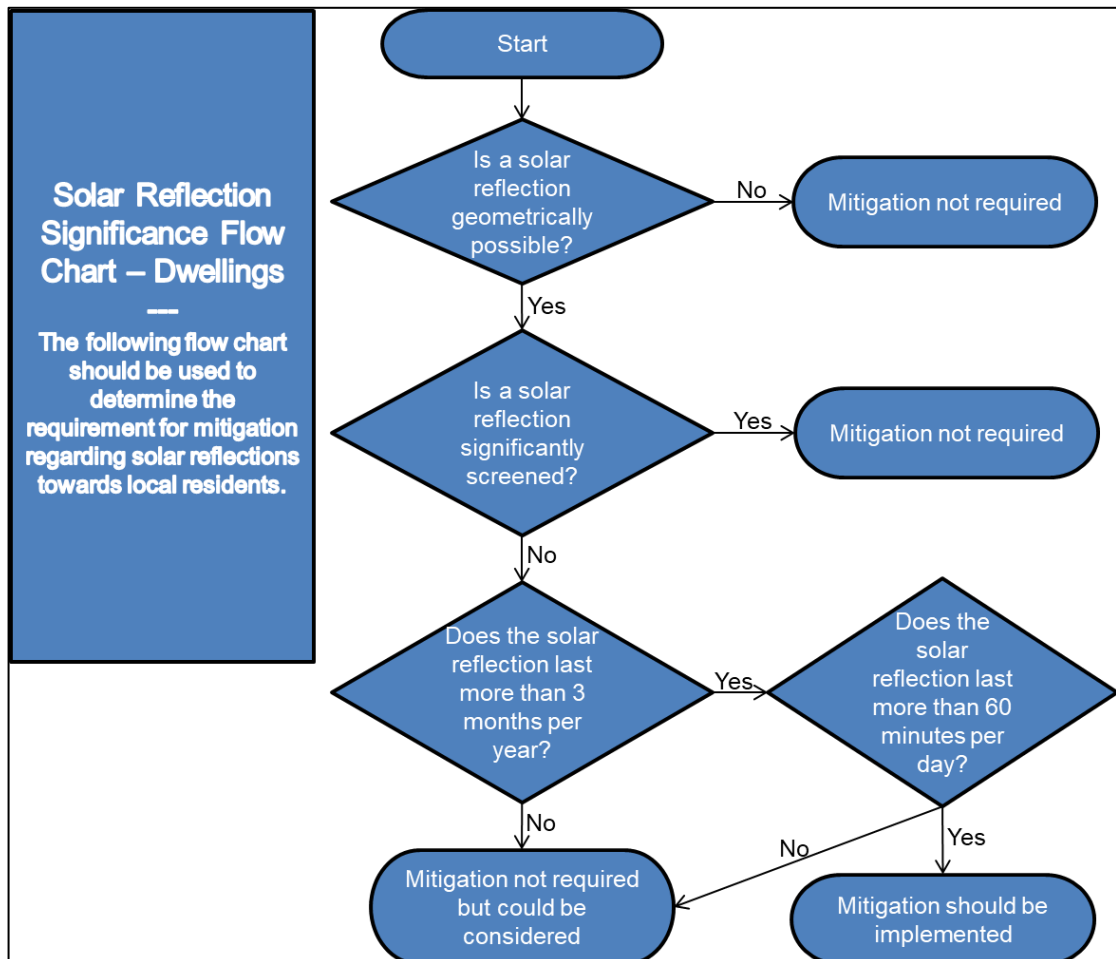 Solar Reflection
Significance Flow
Chart – Dwellings
---
The following flow chart
should be used to
determine the
requirement for mitigation
regarding solar reflections
towards local residents.
Start
Is a solar
reflection
geometrically
possible?
No
Mitigation not required
Yes
Is a solar
reflection
significantly
screened?
Yes
Mitigation not required
No
Does the solar
reflection last
more than 3
months per
year?
Yes
Does the
solar
reflection last
more than 60
minutes per
day?
No
No
Yes
Mitigation not required
but could be
considered
Mitigation should be
implemented